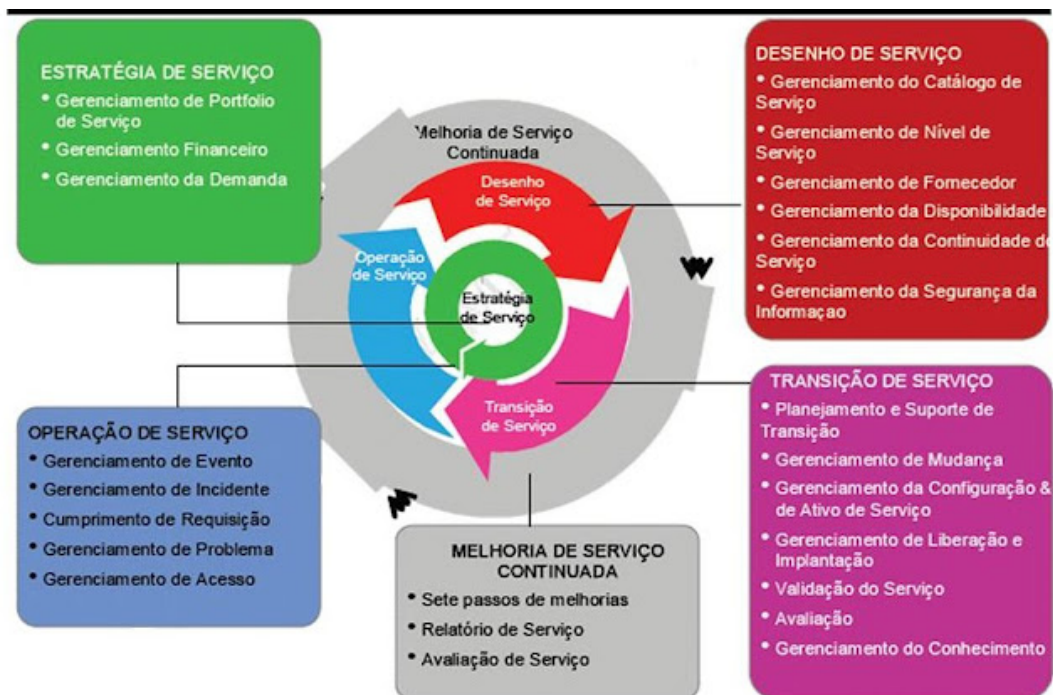 ESTRATÉGIA DE SERVIÇO
• Gerenciamento de Portfolio
de Serviço
• Gerenciamento Financeiro
• Gerenciamento da Demanda
Melhoria de Serviço
Continuada
Desenho
de Serviço
Operação
de Serviço
Estratégia
de Serviço
Transição
de Serviço
DESENHO DE SERVIÇO
• Gerenciamento do Catálogo de
Serviço
• Gerenciamento de Nível de
Serviço
• Gerenciamento de Fornecedor
• Gerenciamento da Disponibilidade
• Gerenciamento da Continuidade do
Serviço
• Gerenciamento da Segurança da
Informaçao
OPERAÇÃO DE SERVIÇO
• Gerenciamento de Evento
• Gerenciamento de Incidente
• Cumprimento de Requisição
• Gerenciamento de Problema
• Gerenciamento de Acesso
MELHORIA DE SERVIÇO
CONTINUADA
• Sete passos de melhorias
• Relatório de Serviço
• Avaliação de Serviço
TRANSIÇÃO DE SERVIÇO
• Planejamento e Suporte de
Transição
• Gerenciamento de Mudança
• Gerenciamento da Configuração &
de Ativo de Serviço
• Gerenciamento de Liberação e
Implantação
• Validação do Serviço
• Avaliação
• Gerenciamento do Conhecimento